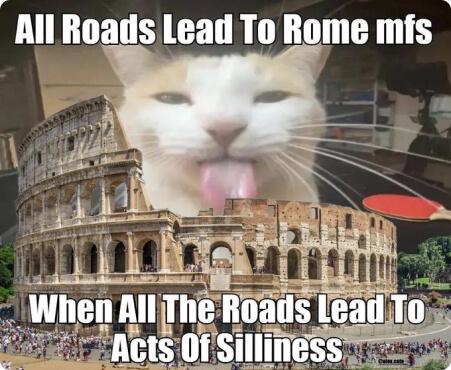 All Roads Lead To Rome mfs
When All The Roads Lead To
Acts Of Silliness